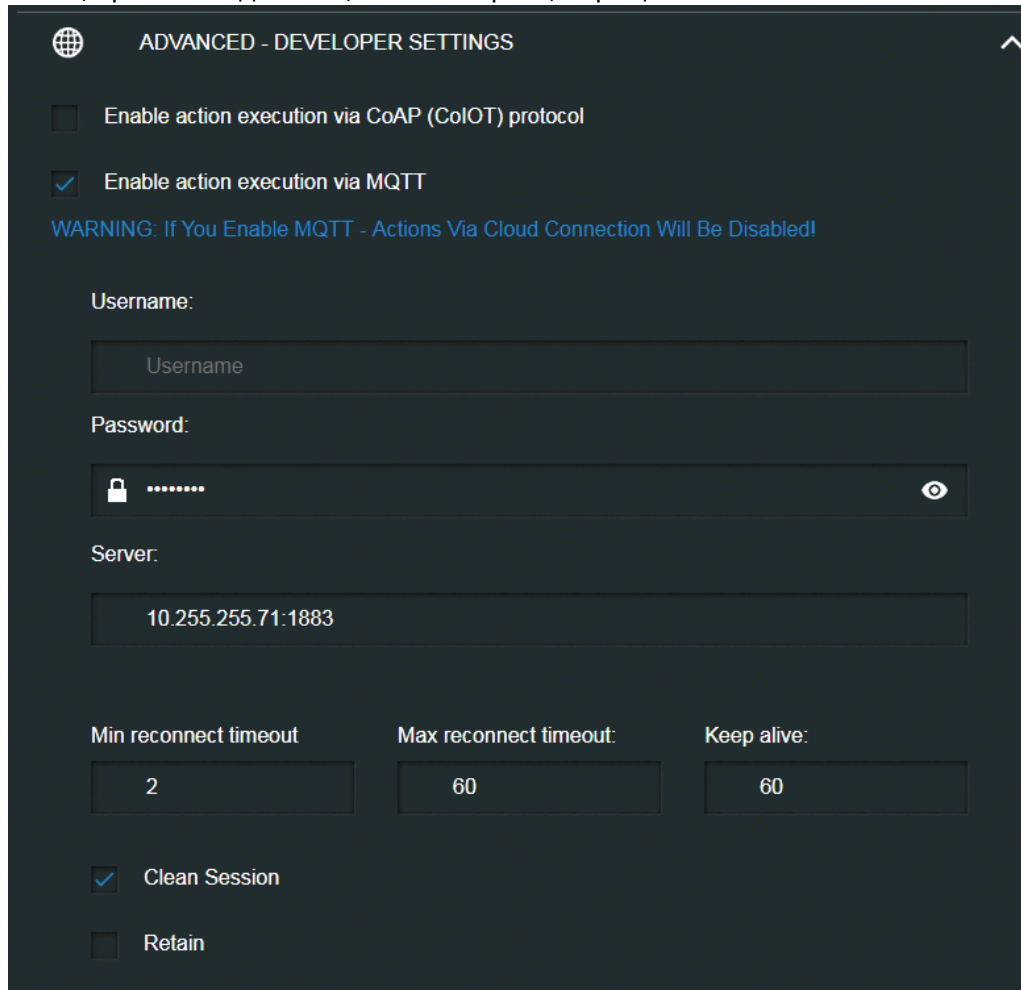 ADVANCED - DEVELOPER SETTINGS
Enable action execution via CoAP (CoIOT) protocol
Enable action execution via MQTT
WARNING: If You Enable MQTT - Actions Via Cloud Connection Will Be Disabled!
Username:
Username
Password:
••••••••
Server:
10.255.255.71:1883
Min reconnect timeout Max reconnect timeout: Keep alive:
2 60 60
Clean Session
Retain